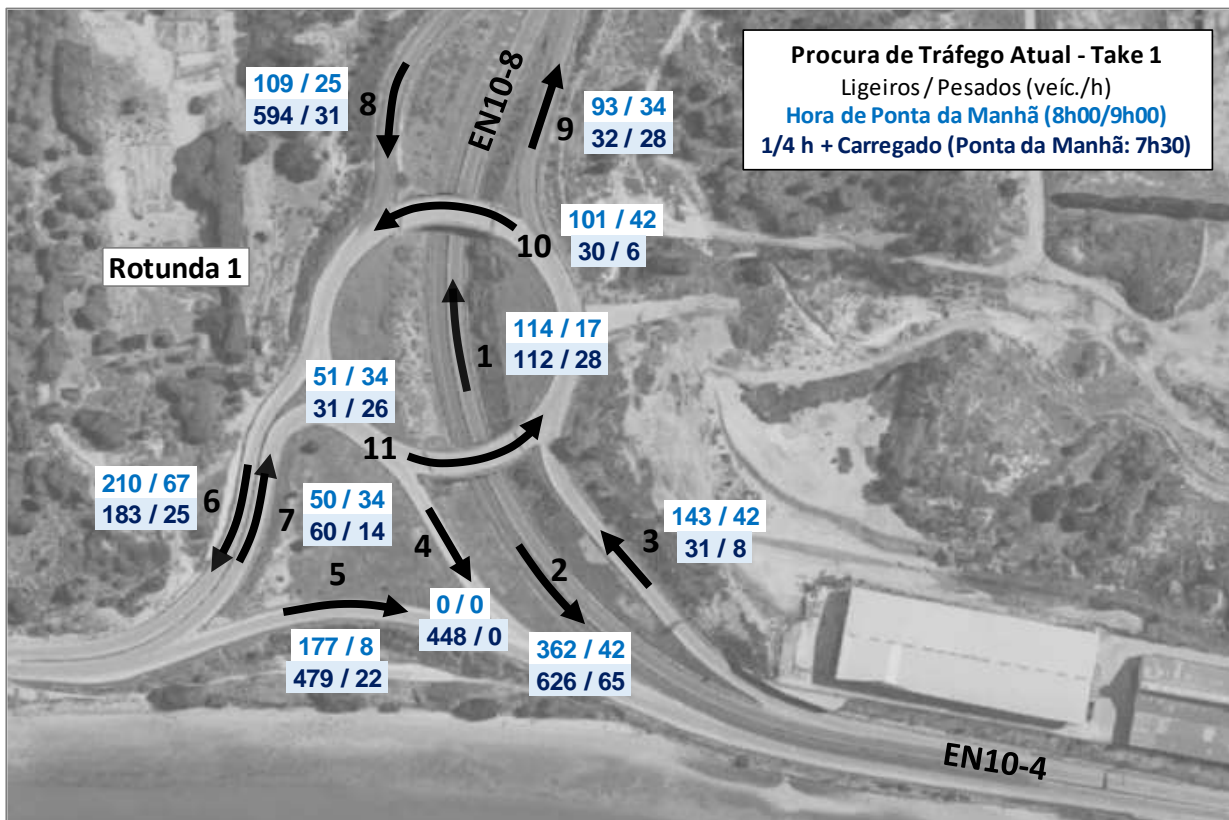 Procura de Tráfego Atual - Take 1
Ligeiros / Pesados (veíc./h)
Hora de Ponta da Manhã (8h00/9h00)
1/4 h + Carregado (Ponta da Manhã: 7h30)
EN10-8
109 / 25
594 / 31
8
9
93 / 34
32 / 28
10
101 / 42
30 / 6
Rotunda 1
1
114 / 17
112 / 28
51 / 34
31 / 26
11
210 / 67
183 / 25
6
7
50 / 34
60 / 14
4
2
3
143 / 42
31 / 8
5
177 / 8
479 / 22
0 / 0
448 / 0
362 / 42
626 / 65
EN10-4